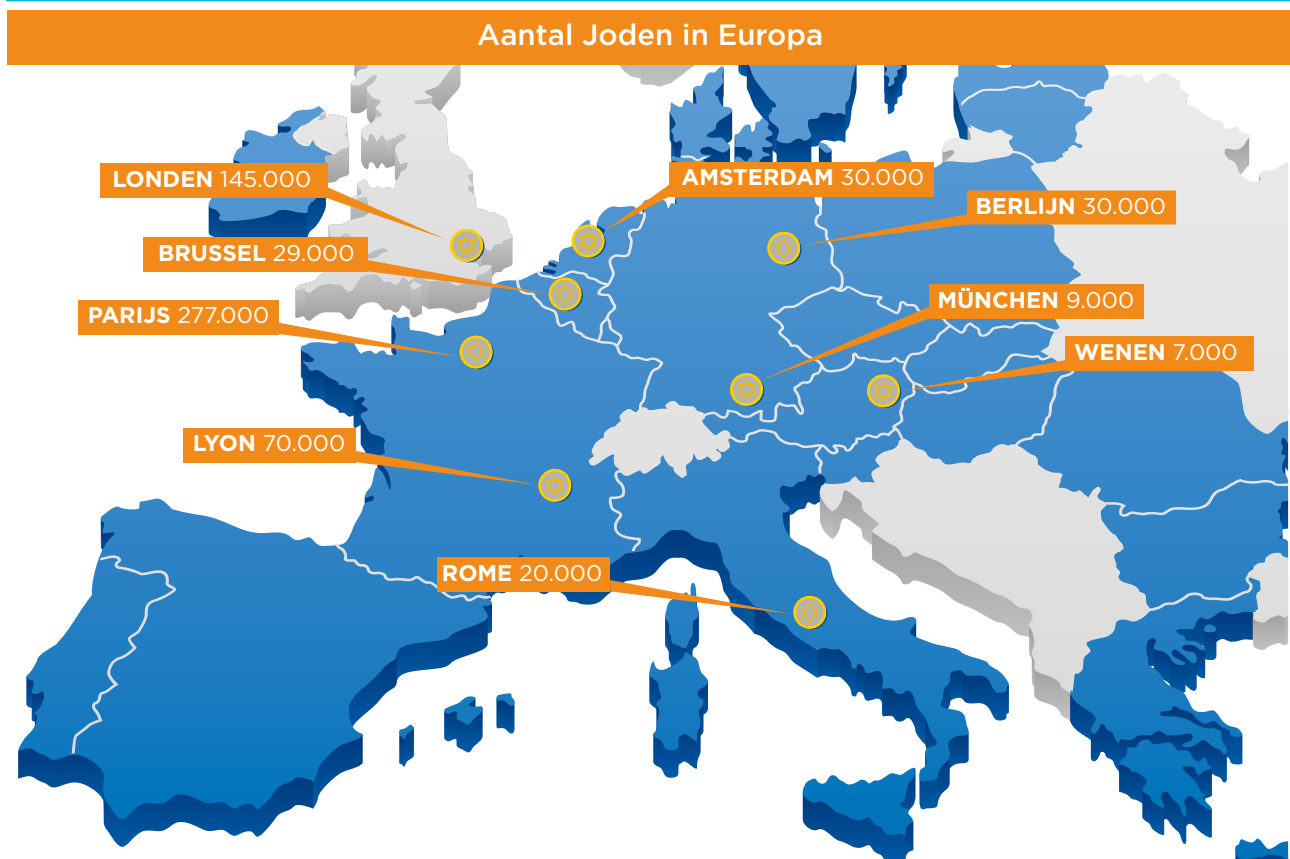 Aantal Joden in Europa
LONDEN 145.000
AMSTERDAM 30.000
BERLIJN 30.000
BRUSSEL 29.000
PARIJS 277.000
MÜNCHEN 9.000
WENEN 7.000
LYON 70.000
ROME 20.000